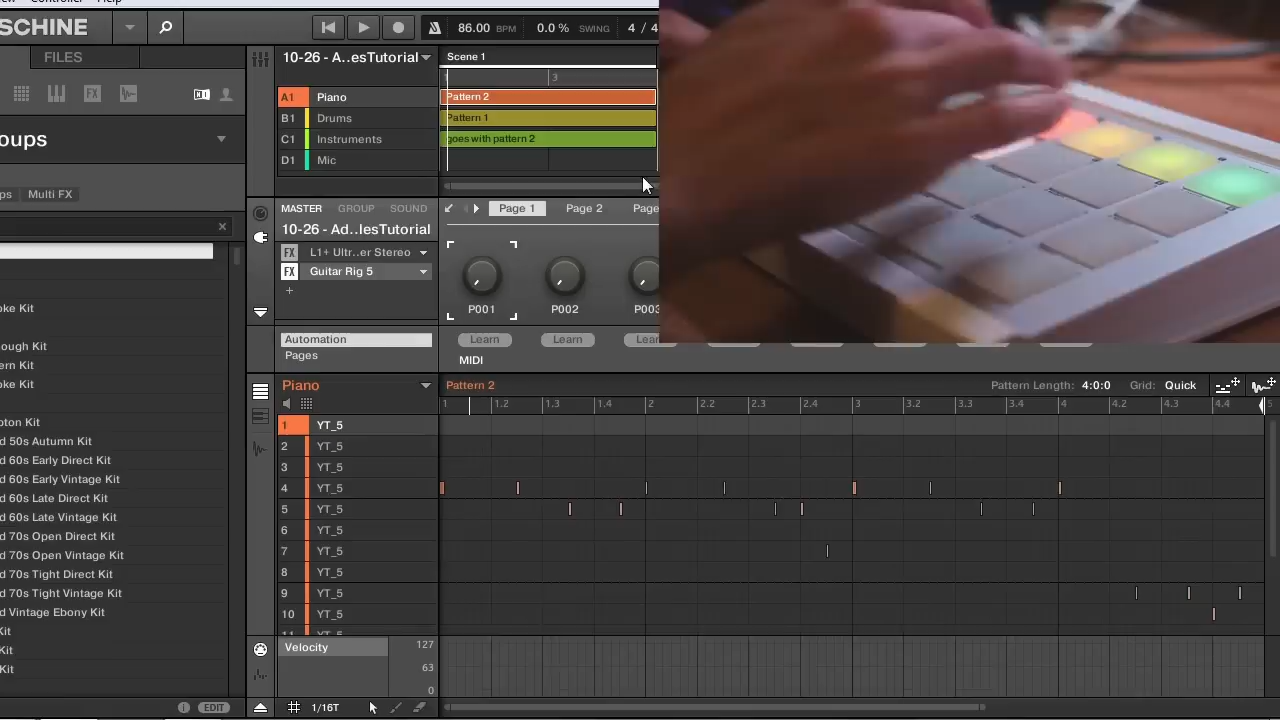 Controller Help
SCHINE
86.00 BPM 0.0% SWING 4 / 4
FILES
10-26 - A..esTutorial
Scene 1
3
A1 Piano Pattern 2
B1 Drums Pattern 1
C1 Instruments goes with pattern 2
D1 Mic
oups
ps Multi FX
MASTER GROUP SOUND Page 1 Page 2 Page
10-26 - Ad..lesTutorial
FX L1+ Ultr..er Stereo
FX Guitar Rig 5
+
P001 P002 P003
Automation Learn Learn Learn
Pages MIDI
oke Kit
ough Kit
ern Kit
oke Kit
pton Kit
d 50s Autumn Kit
d 60s Early Direct Kit
d 60s Early Vintage Kit
d 60s Late Direct Kit
d 60s Late Vintage Kit
d 70s Open Direct Kit
d 70s Open Vintage Kit
d 70s Tight Direct Kit
d 70s Tight Vintage Kit
d Vintage Ebony Kit
Kit
Kit
Kit
EDIT
Piano Pattern 2 Pattern Length: 4:0:0 Grid: Quick
1 1.2 1.3 1.4 2 2.2 2.3 2.4 3 3.2 3.3 3.4 4 4.2 4.3 4.4 5
1 YT_5
2 YT_5
3 YT_5
4 YT_5
5 YT_5
6 YT_5
7 YT_5
8 YT_5
9 YT_5
10 YT_5
Velocity 127
63
0
1/16T